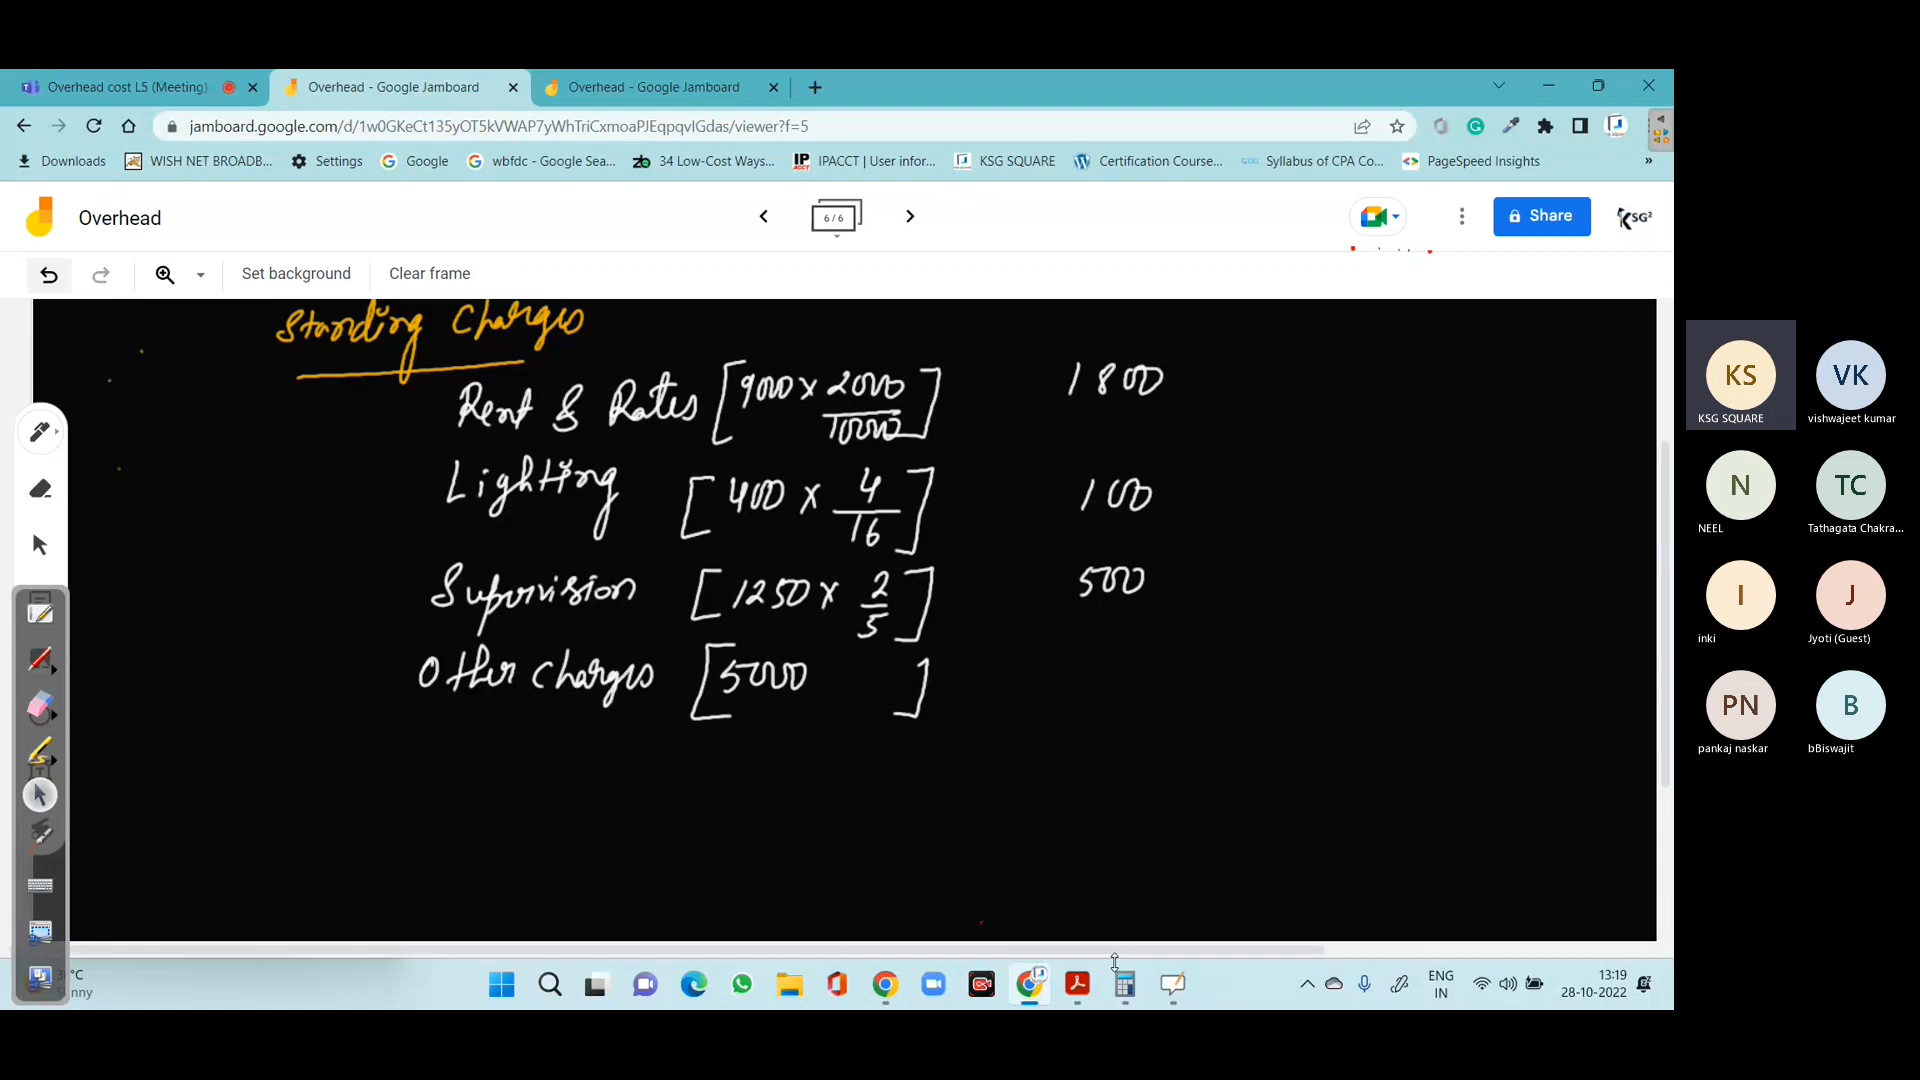 Overhead cost L5 (Meeting)
Overhead - Google Jamboard
Overhead - Google Jamboard
jamboard.google.com/d/1w0GKeCt135yOT5kVWAP7yWhTriCxmoaPJEqpqvIGdas/viewer?f=5
Downloads
WISH NET BROADB...
Settings
Google
wbfdc - Google Sea...
34 Low-Cost Ways...
IPACCT | User infor...
KSG SQUARE
Certification Course...
Syllabus of CPA Co...
PageSpeed Insights
»
Overhead
6 / 6
Share
KSG²
Set background
Clear frame
Standing Charges
Rent & Rates [9000 x 2000/10000] 1800
Lighting [400 x 4/16] 100
Supervision [1250 x 2/5] 500
Other charges [5000 ]
KS
KSG SQUARE
VK
vishwajeet kumar
N
NEEL
TC
Tathagata Chakra...
I
inki
J
Jyoti (Guest)
PN
pankaj naskar
B
bBiswajit
ENG
IN
13:19
28-10-2022